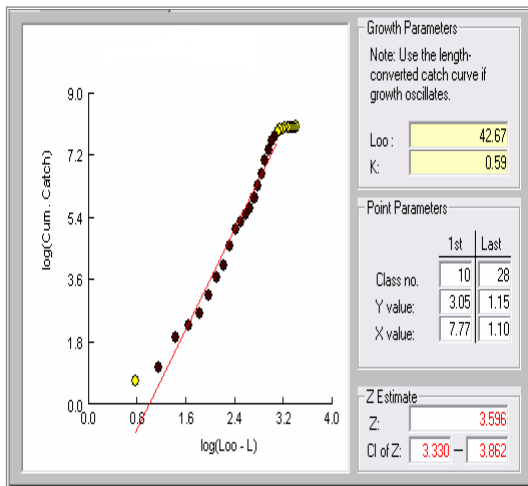 Growth Parameters
Note: Use the length-
converted catch curve if
growth oscillates.
Loo : 42.67
K: 0.59
Point Parameters
1st Last
Class no. 10 28
Y value: 3.05 1.15
X value: 7.77 1.10
Z Estimate
Z: 3.596
CI of Z: 3.330 – 3.862
log(Cum. Catch)
9.0
7.2
5.4
3.6
1.8
0.0
0.0 0.8 1.6 2.4 3.2 4.0
log(Loo - L)